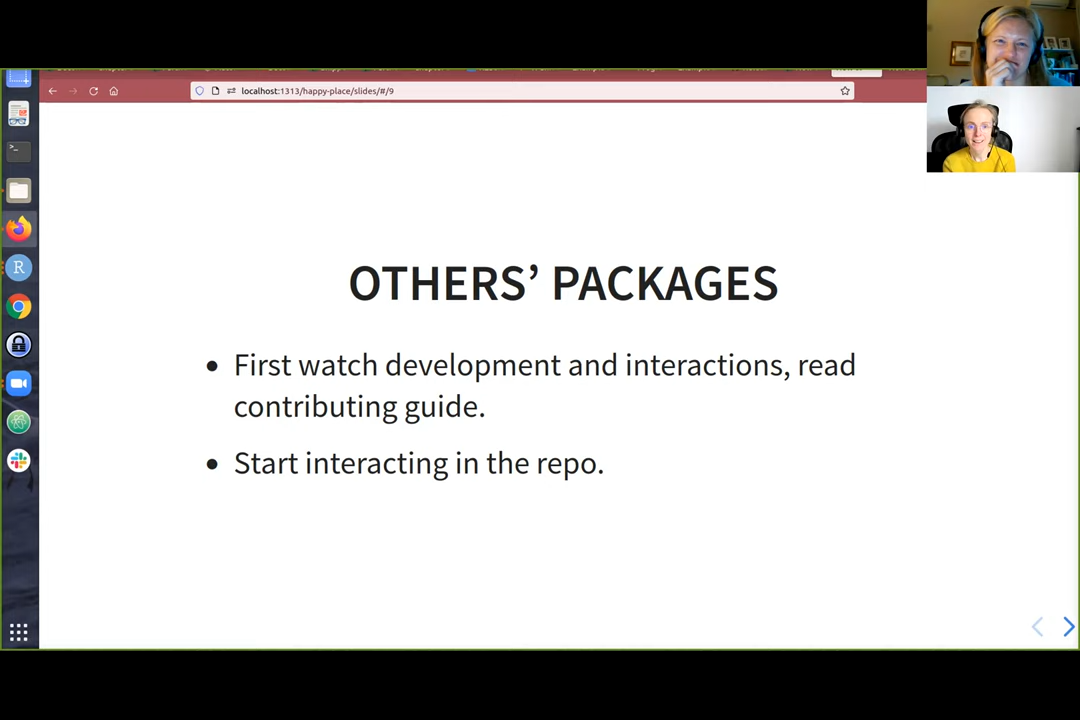 localhost:1313/happy-place/slides/#/9
R
OTHERS’ PACKAGES
• First watch development and interactions, read
contributing guide.
• Start interacting in the repo.